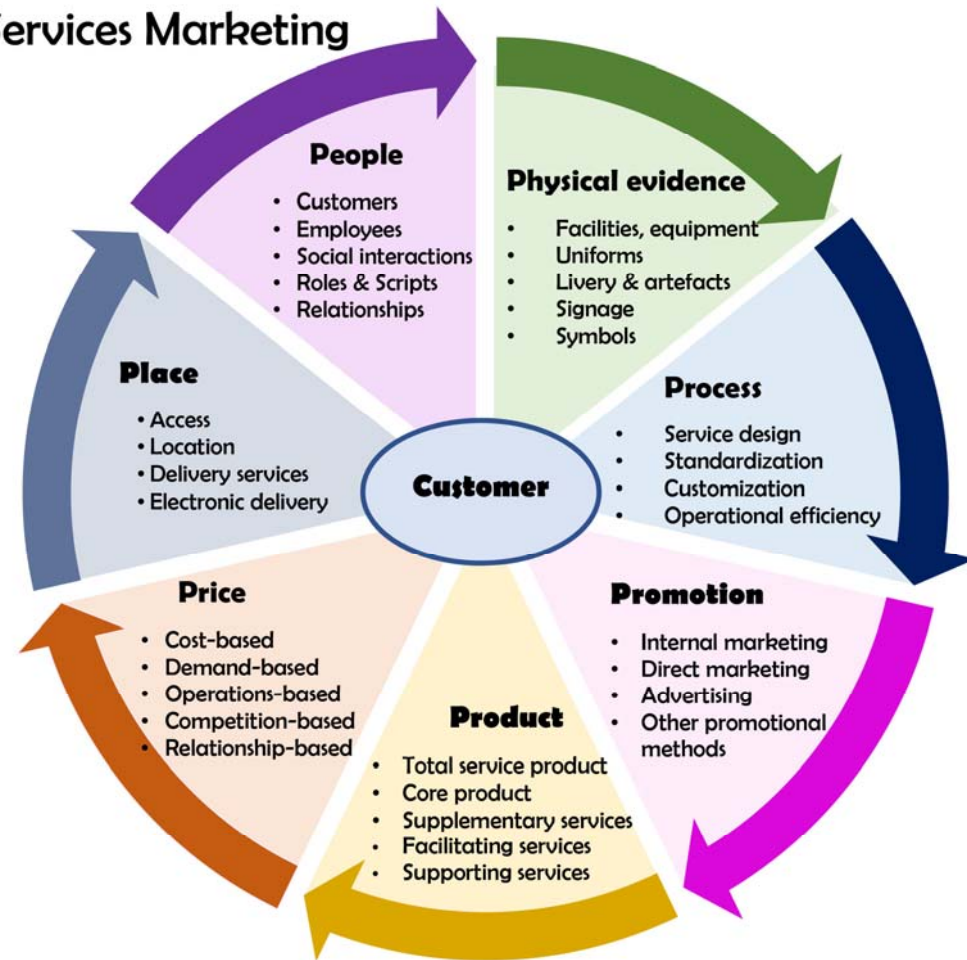 Services Marketing
People
• Customers
• Employees
• Social interactions
• Roles & Scripts
• Relationships
Physical evidence
• Facilities, equipment
• Uniforms
• Livery & artefacts
• Signage
• Symbols
Process
• Service design
• Standardization
• Customization
• Operational efficiency
Promotion
• Internal marketing
• Direct marketing
• Advertising
• Other promotional
methods
Product
• Total service product
• Core product
• Supplementary services
• Facilitating services
• Supporting services
Price
• Cost-based
• Demand-based
• Operations-based
• Competition-based
• Relationship-based
Place
• Access
• Location
• Delivery services
• Electronic delivery
Customer